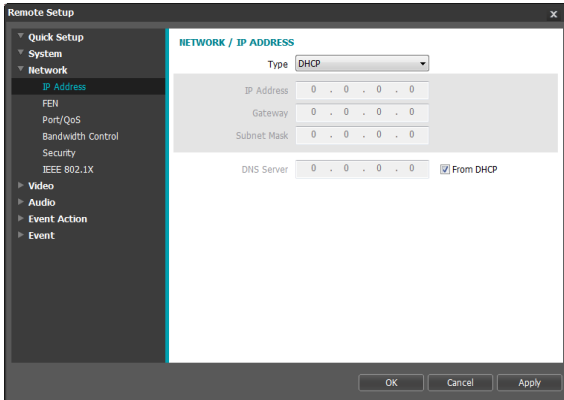 Remote Setup x
Quick Setup
System
Network
IP Address
FEN
Port/QoS
Bandwidth Control
Security
IEEE 802.1X
Video
Audio
Event Action
Event
NETWORK / IP ADDRESS
Type DHCP
IP Address 0 . 0 . 0 . 0
Gateway 0 . 0 . 0 . 0
Subnet Mask 0 . 0 . 0 . 0
DNS Server 0 . 0 . 0 . 0 From DHCP
OK Cancel Apply